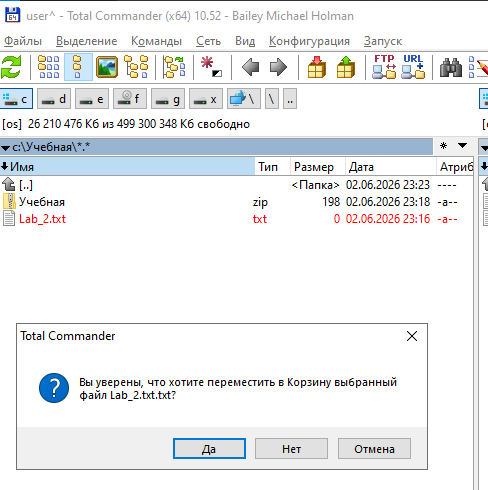 user^ - Total Commander (x64) 10.52 - Bailey Michael Holman
Файлы Выделение Команды Сеть Вид Конфигурация Запуск
FTP URL
c d e f g x \ \ ..
[os] 26 210 476 Кб из 499 300 348 Кб свободно
c:\Учебная\*.* * 
Имя Тип Размер Дата Атриб
[..] <Папка> 02.06.2026 23:23 ----
Учебная zip 198 02.06.2026 23:18 -a--
Lab_2.txt txt 0 02.06.2026 23:16 -a--
Total Commander
Вы уверены, что хотите переместить в Корзину выбранный
файл Lab_2.txt.txt?
Да Нет Отмена